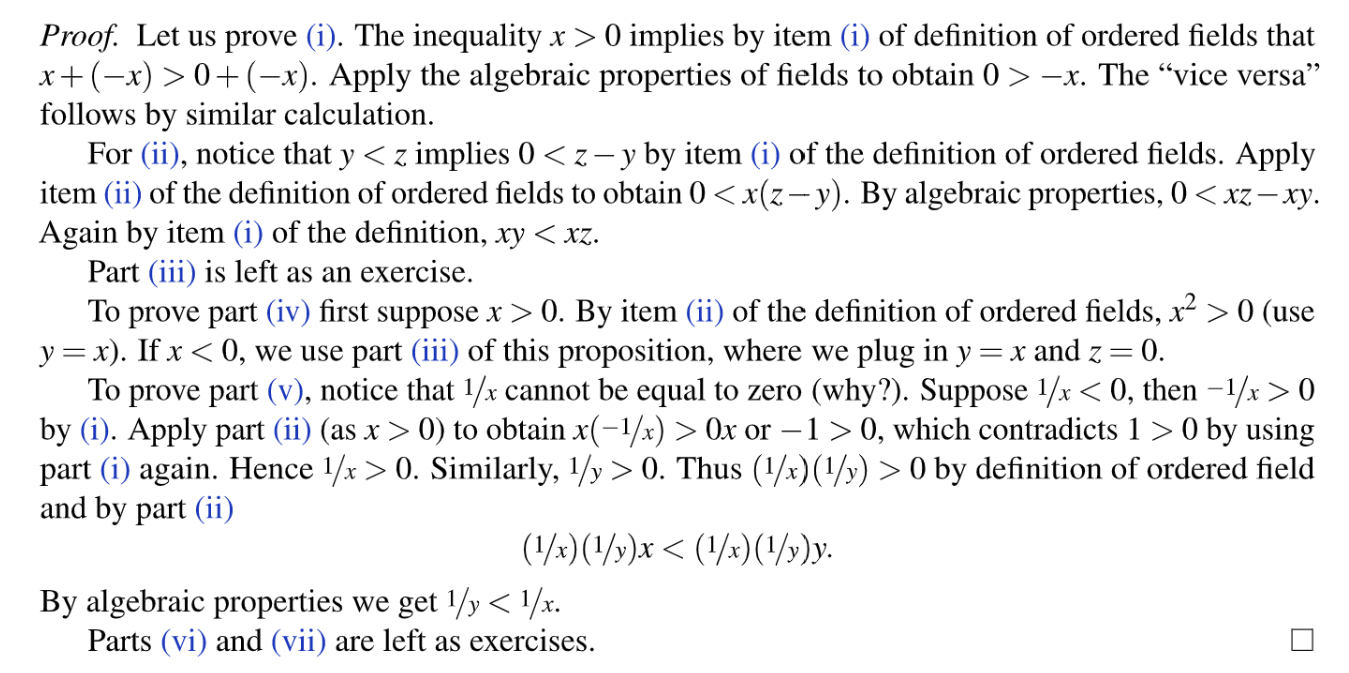 Proof. Let us prove (i). The inequality x > 0 implies by item (i) of definition of ordered fields that
x+(−x) > 0+(−x). Apply the algebraic properties of fields to obtain 0 > −x. The “vice versa”
follows by similar calculation.
For (ii), notice that y < z implies 0 < z−y by item (i) of the definition of ordered fields. Apply
item (ii) of the definition of ordered fields to obtain 0 < x(z−y). By algebraic properties, 0 < xz−xy.
Again by item (i) of the definition, xy < xz.
Part (iii) is left as an exercise.
To prove part (iv) first suppose x > 0. By item (ii) of the definition of ordered fields, x² > 0 (use
y = x). If x < 0, we use part (iii) of this proposition, where we plug in y = x and z = 0.
To prove part (v), notice that 1/x cannot be equal to zero (why?). Suppose 1/x < 0, then −1/x > 0
by (i). Apply part (ii) (as x > 0) to obtain x(−1/x) > 0x or −1 > 0, which contradicts 1 > 0 by using
part (i) again. Hence 1/x > 0. Similarly, 1/y > 0. Thus (1/x)(1/y) > 0 by definition of ordered field
and by part (ii)
(1/x)(1/y)x < (1/x)(1/y)y.
By algebraic properties we get 1/y < 1/x.
Parts (vi) and (vii) are left as exercises. □